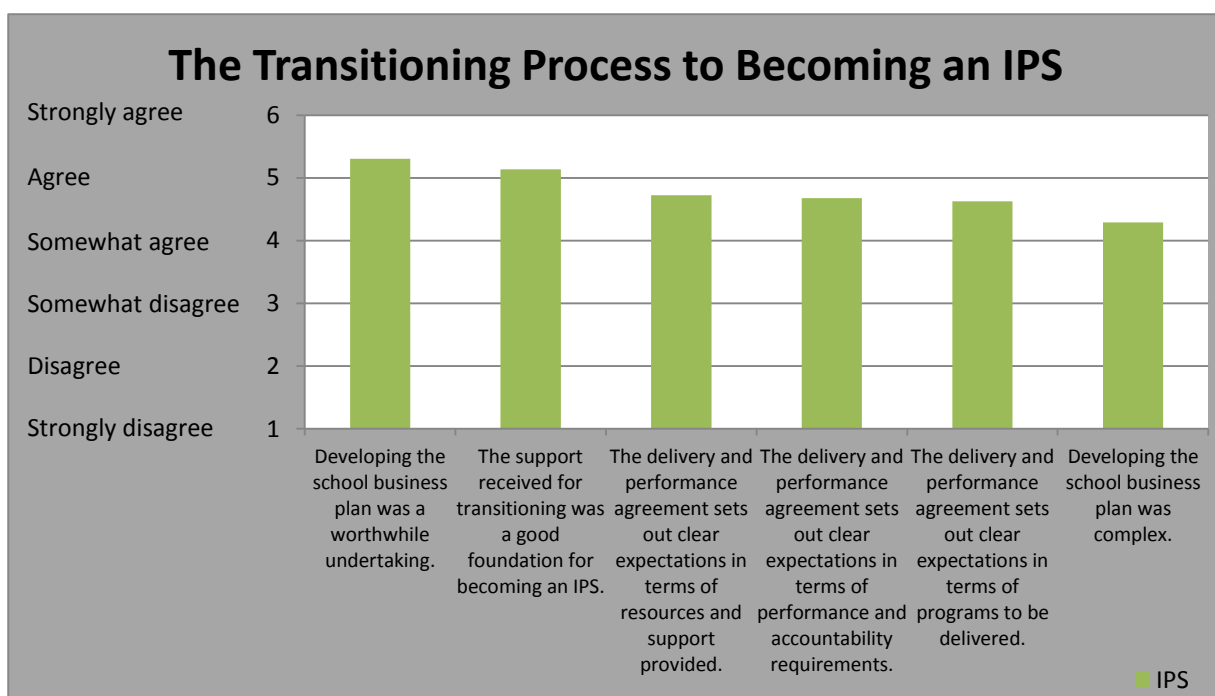 The Transitioning Process to Becoming an IPS
Strongly agree 6
Agree 5
Somewhat agree 4
Somewhat disagree 3
Disagree 2
Strongly disagree 1
Developing the
school business
plan was a
worthwhile
undertaking.
The support
received for
transitioning was
a good
foundation for
becoming an IPS.
The delivery and
performance
agreement sets
out clear
expectations in
terms of
resources and
support
provided.
The delivery and
performance
agreement sets
out clear
expectations in
terms of
performance and
accountability
requirements.
The delivery and
performance
agreement sets
out clear
expectations in
terms of
programs to be
delivered.
Developing the
school business
plan was
complex.
IPS